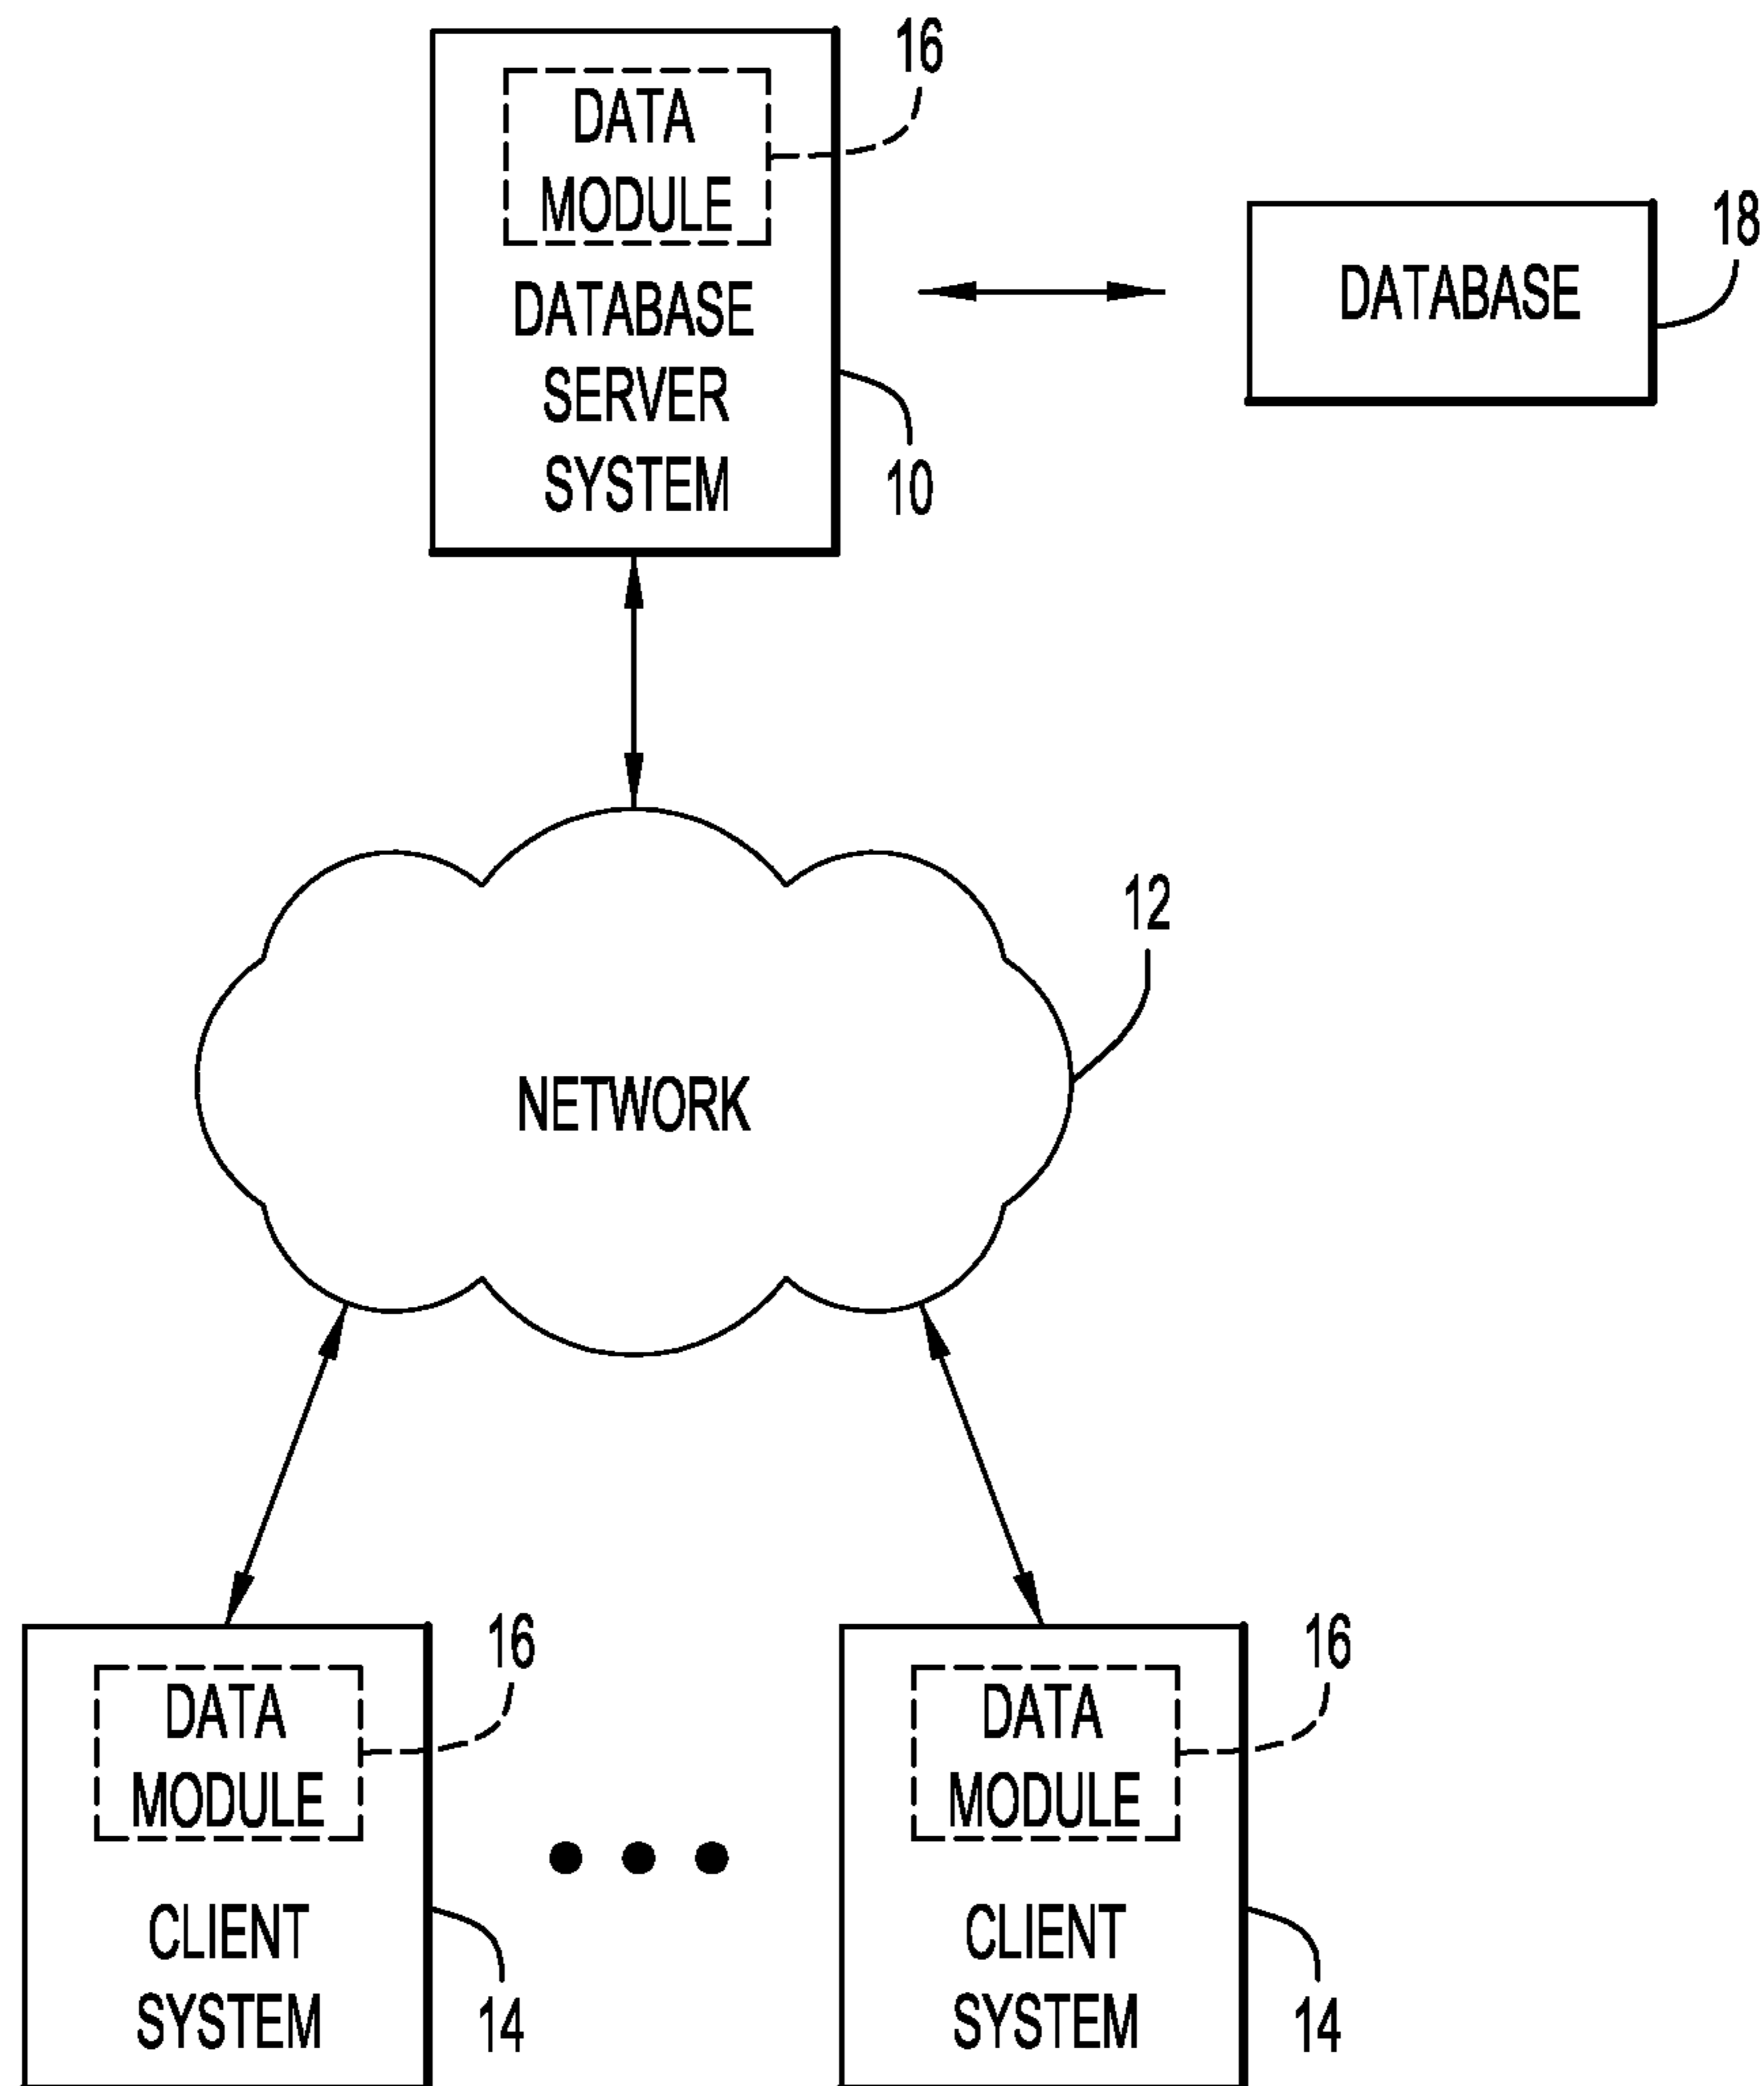 16
DATA
MODULE
DATABASE
SERVER
SYSTEM
10
18
DATABASE
12
NETWORK
16
DATA
MODULE
CLIENT
SYSTEM
14
16
DATA
MODULE
CLIENT
SYSTEM
14